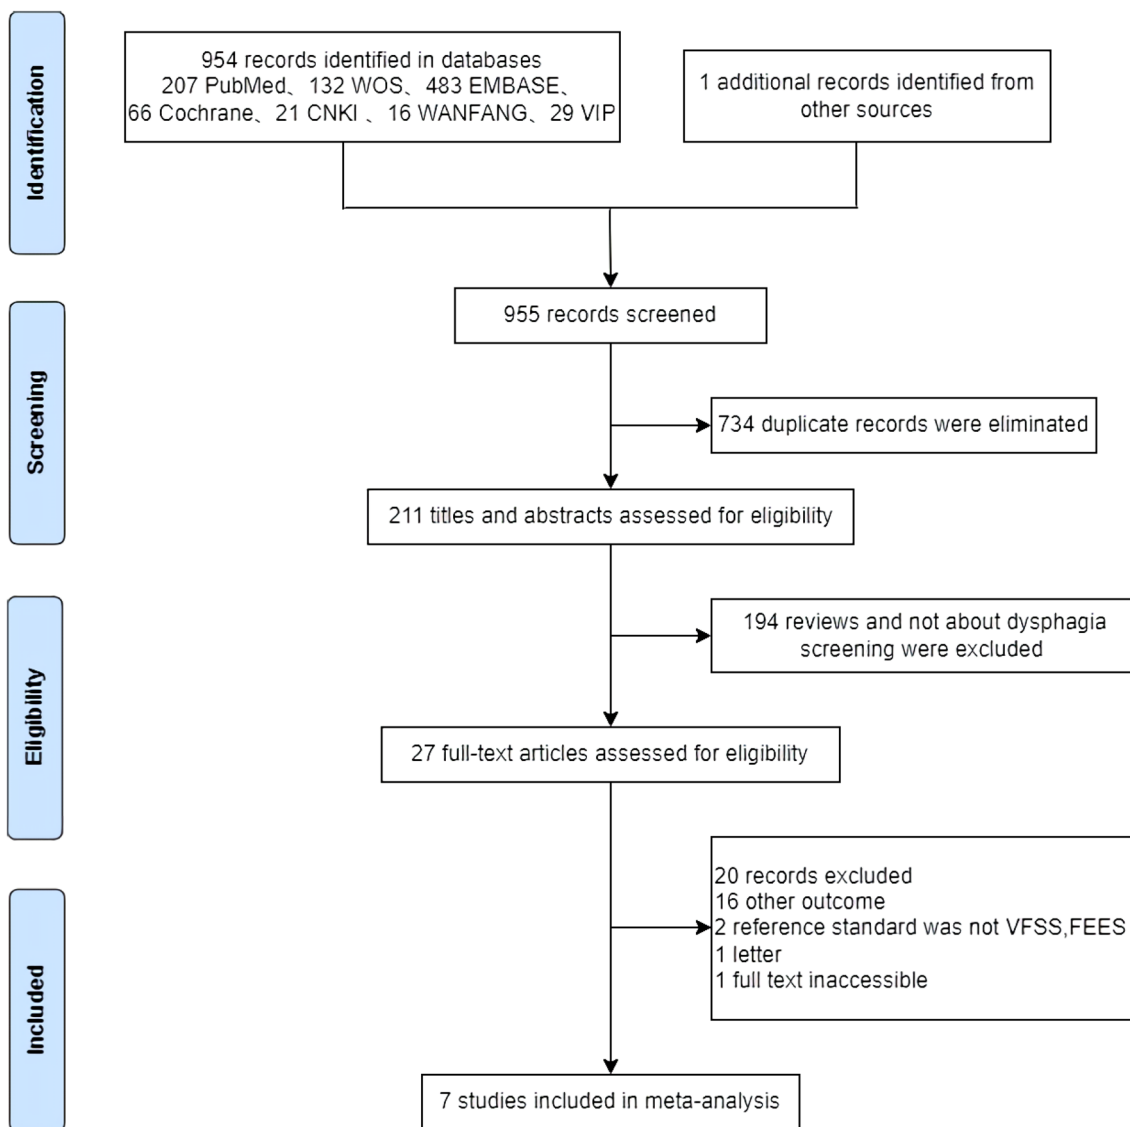 Identification
954 records identified in databases
207 PubMed、132 WOS、483 EMBASE、
66 Cochrane、21 CNKI 、16 WANFANG、29 VIP
1 additional records identified from
other sources
955 records screened
Screening
734 duplicate records were eliminated
211 titles and abstracts assessed for eligibility
194 reviews and not about dysphagia
screening were excluded
Eligibility
27 full-text articles assessed for eligibility
20 records excluded
16 other outcome
2 reference standard was not VFSS,FEES
1 letter
1 full text inaccessible
Included
7 studies included in meta-analysis